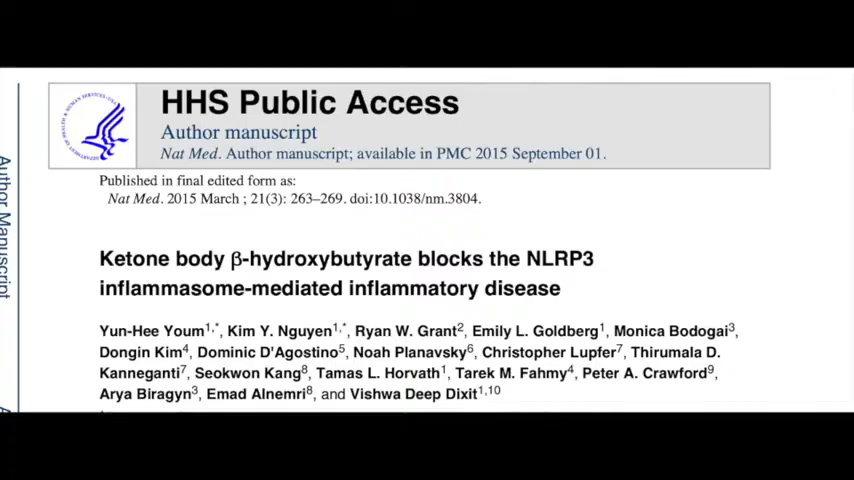 HHS Public Access
Author manuscript
Nat Med. Author manuscript; available in PMC 2015 September 01.
Published in final edited form as:
Nat Med. 2015 March ; 21(3): 263–269. doi:10.1038/nm.3804.
Ketone body β-hydroxybutyrate blocks the NLRP3
inflammasome-mediated inflammatory disease
Yun-Hee Youm1,*, Kim Y. Nguyen1,*, Ryan W. Grant2, Emily L. Goldberg1, Monica Bodogai3,
Dongin Kim4, Dominic D'Agostino5, Noah Planavsky6, Christopher Lupfer7, Thirumala D.
Kanneganti7, Seokwon Kang8, Tamas L. Horvath1, Tarek M. Fahmy4, Peter A. Crawford9,
Arya Biragyn3, Emad Alnemri8, and Vishwa Deep Dixit1,10
Author Manuscript